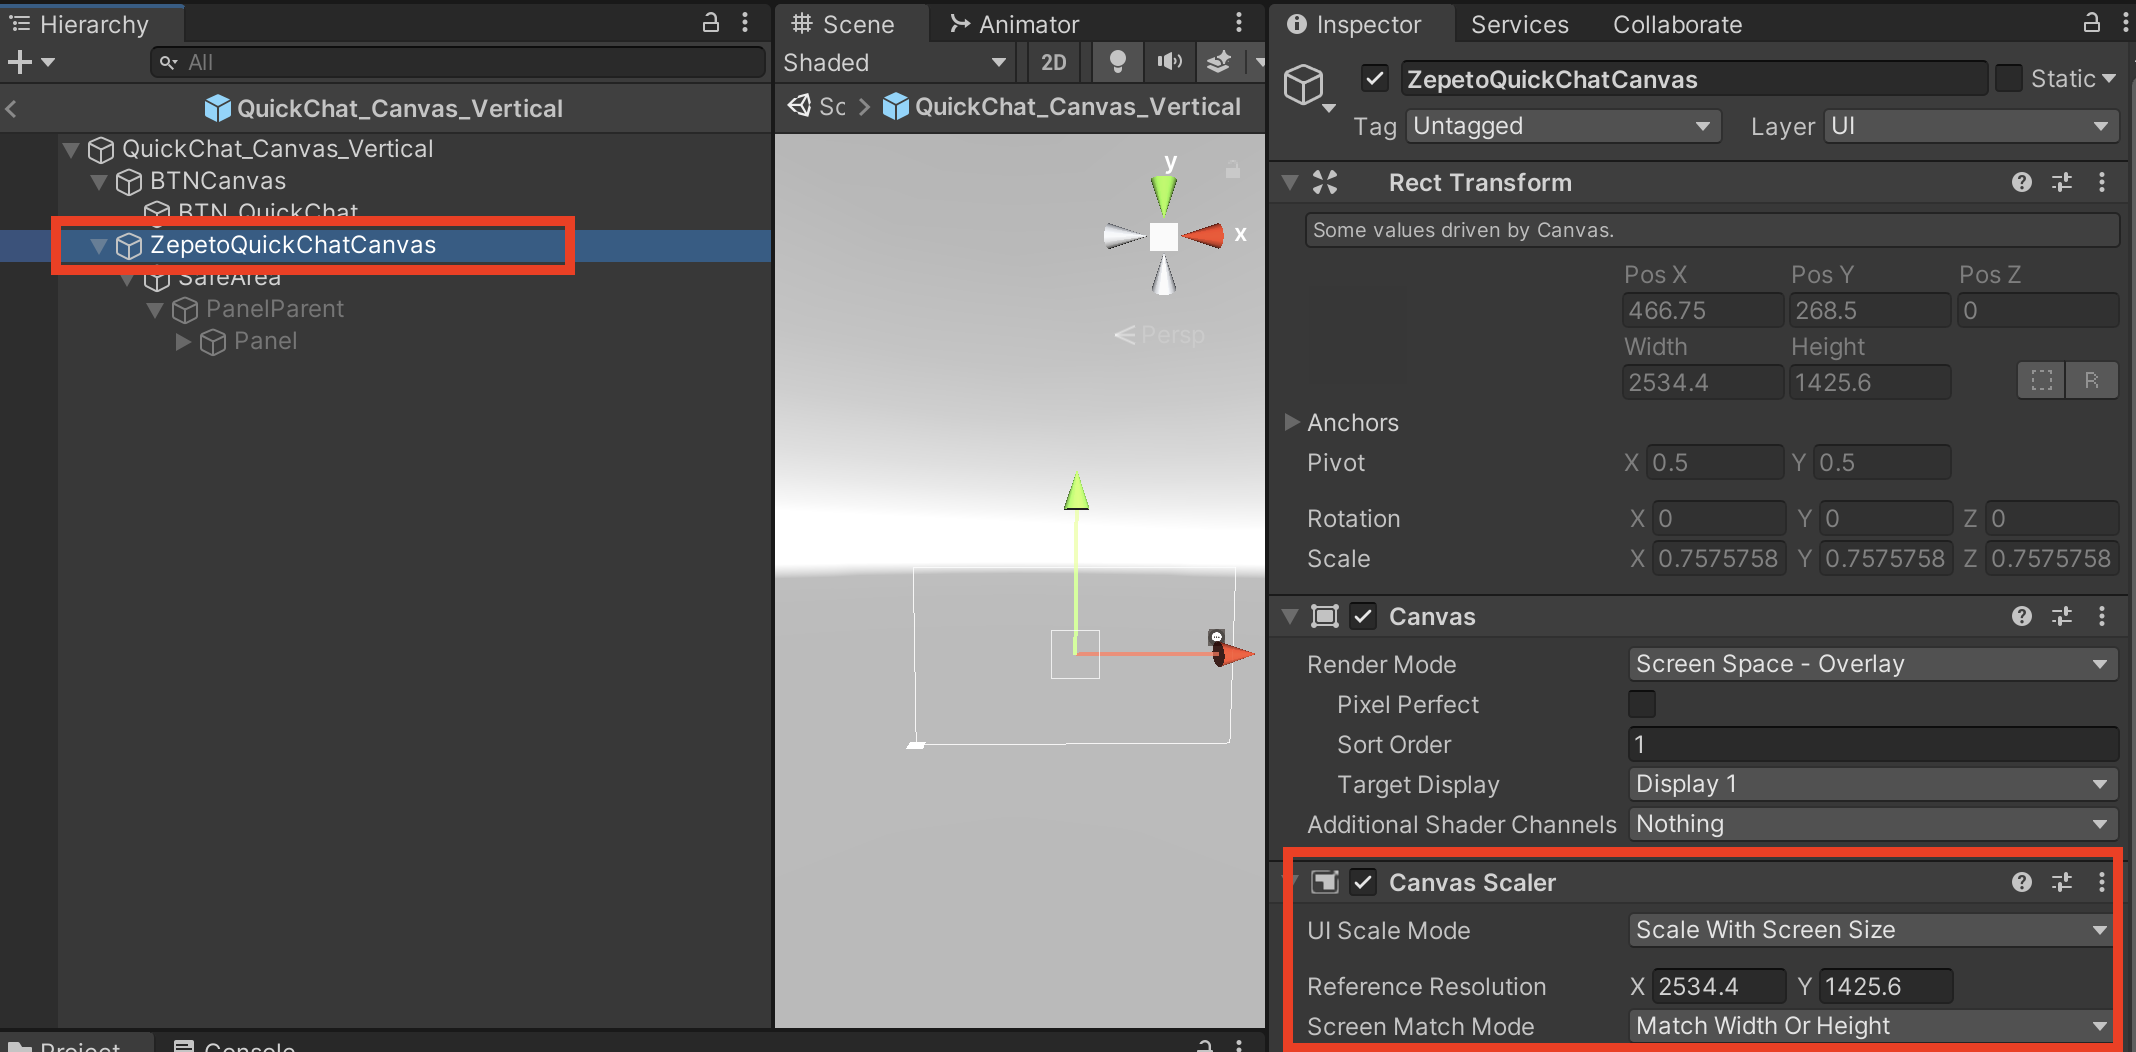 Hierarchy
All
QuickChat_Canvas_Vertical
QuickChat_Canvas_Vertical
BTNCanvas
BTN_QuickChat
ZepetoQuickChatCanvas
SafeArea
PanelParent
Panel
Project
Console
Scene
Animator
Shaded
2D
Sc
QuickChat_Canvas_Vertical
y
x
Persp
Inspector
Services
Collaborate
ZepetoQuickChatCanvas
Static
Tag Untagged Layer UI
Rect Transform
Some values driven by Canvas.
Pos X Pos Y Pos Z
466.75 268.5 0
Width Height
2534.4 1425.6
R
Anchors
Pivot X 0.5 Y 0.5
Rotation X 0 Y 0 Z 0
Scale X 0.7575758 Y 0.7575758 Z 0.7575758
Canvas
Render Mode Screen Space - Overlay
Pixel Perfect
Sort Order 1
Target Display Display 1
Additional Shader Channels Nothing
Canvas Scaler
UI Scale Mode Scale With Screen Size
Reference Resolution X 2534.4 Y 1425.6
Screen Match Mode Match Width Or Height